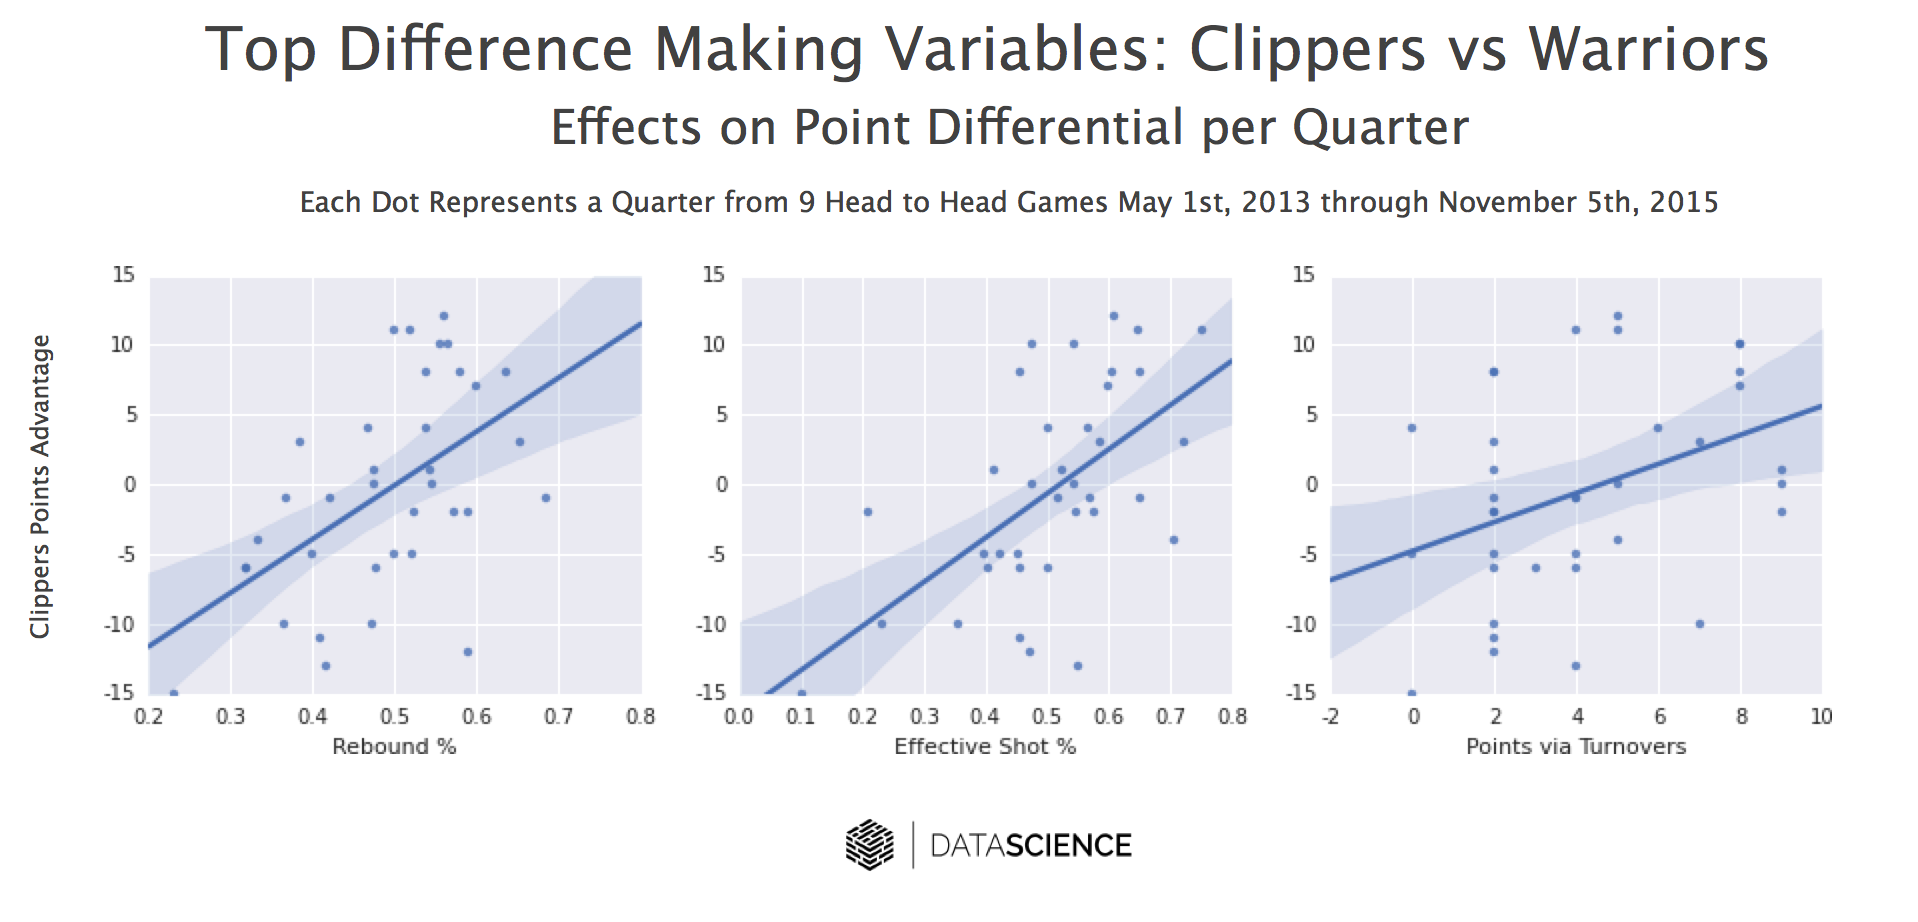 Top Difference Making Variables: Clippers vs Warriors
Effects on Point Differential per Quarter
Each Dot Represents a Quarter from 9 Head to Head Games May 1st, 2013 through November 5th, 2015
Clippers Points Advantage
15
10
5
0
-5
-10
-15
0.2 0.3 0.4 0.5 0.6 0.7 0.8
Rebound %
15
10
5
0
-5
-10
-15
0.0 0.1 0.2 0.3 0.4 0.5 0.6 0.7 0.8
Effective Shot %
15
10
5
0
-5
-10
-15
-2 0 2 4 6 8 10
Points via Turnovers
DATASCIENCE